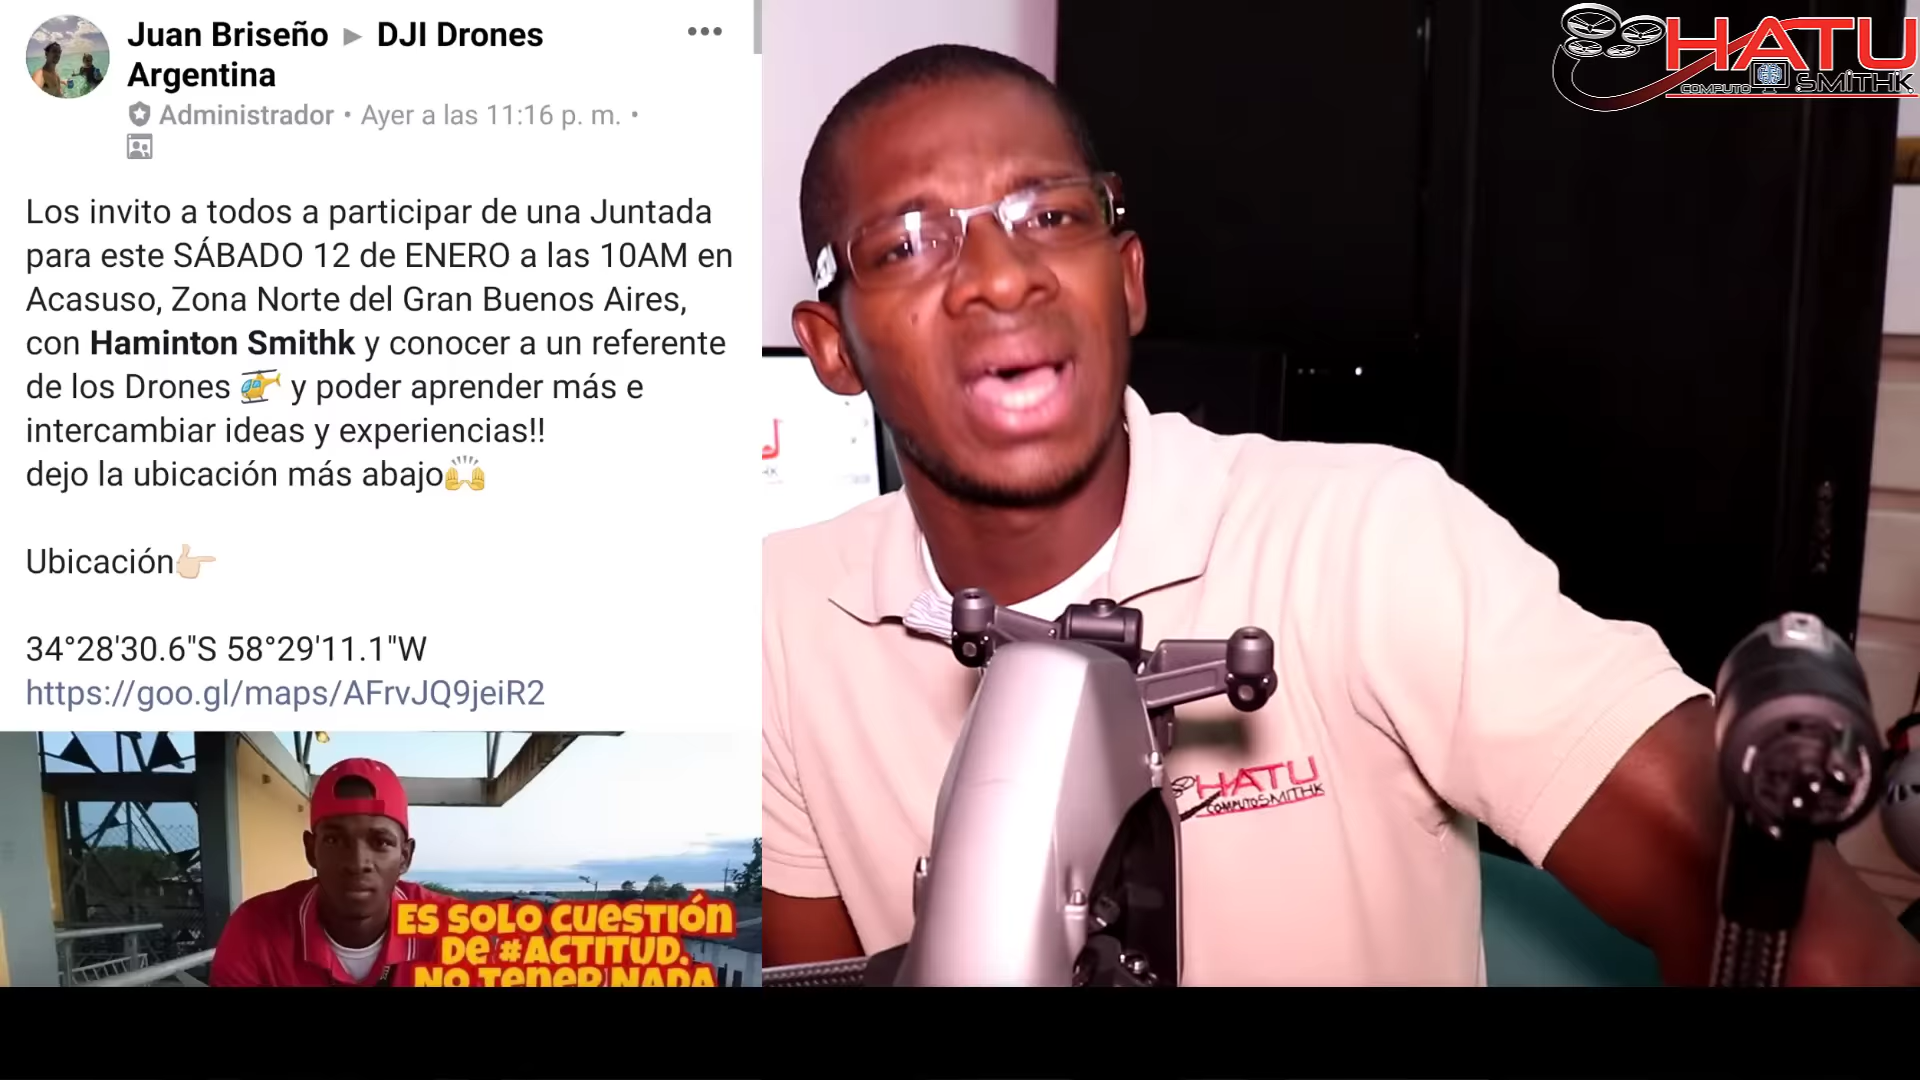 Juan Briseño ▸ DJI Drones
Argentina
Administrador • Ayer a las 11:16 p. m. •
Los invito a todos a participar de una Juntada
para este SÁBADO 12 de ENERO a las 10AM en
Acasuso, Zona Norte del Gran Buenos Aires,
con Haminton Smithk y conocer a un referente
de los Drones 🚁 y poder aprender más e
intercambiar ideas y experiencias!!
dejo la ubicación más abajo🙌
Ubicación👉
34°28'30.6"S 58°29'11.1"W
https://goo.gl/maps/AFrvJQ9jeiR2
ES SOLO CUESTIÓN
DE #ACTITUD.
NO TENER NADA
HATU
COMPUTO SMITHK
HATU
COMPUTOSMITHK